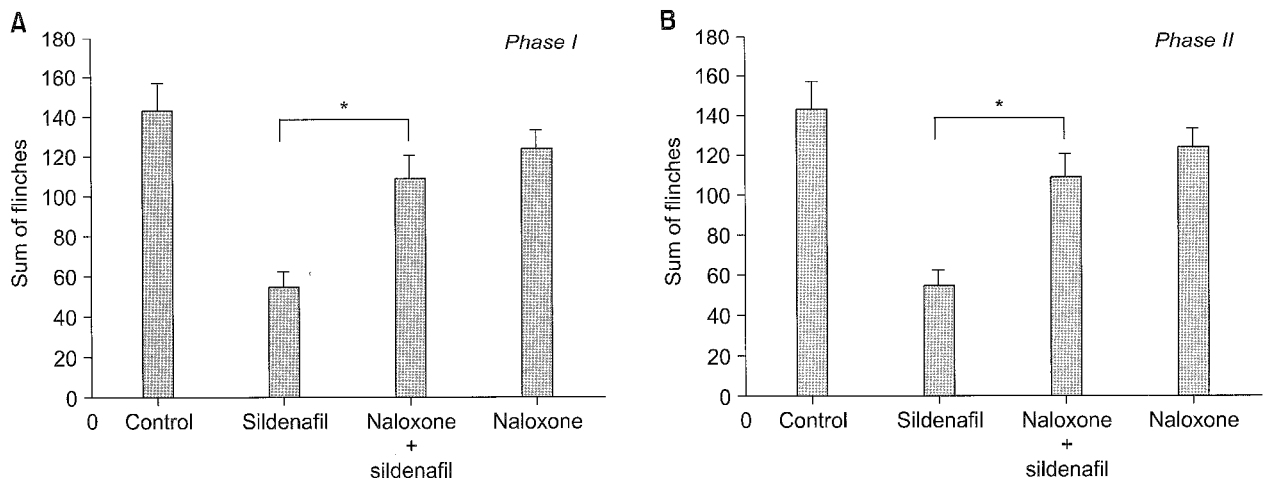 A
Phase I
Sum of flinches
180
160
140
120
100
80
60
40
20
0
*
0
Control
Sildenafil
Naloxone
+
sildenafil
Naloxone
B
Phase II
Sum of flinches
180
160
140
120
100
80
60
40
20
0
*
0
Control
Sildenafil
Naloxone
+
sildenafil
Naloxone